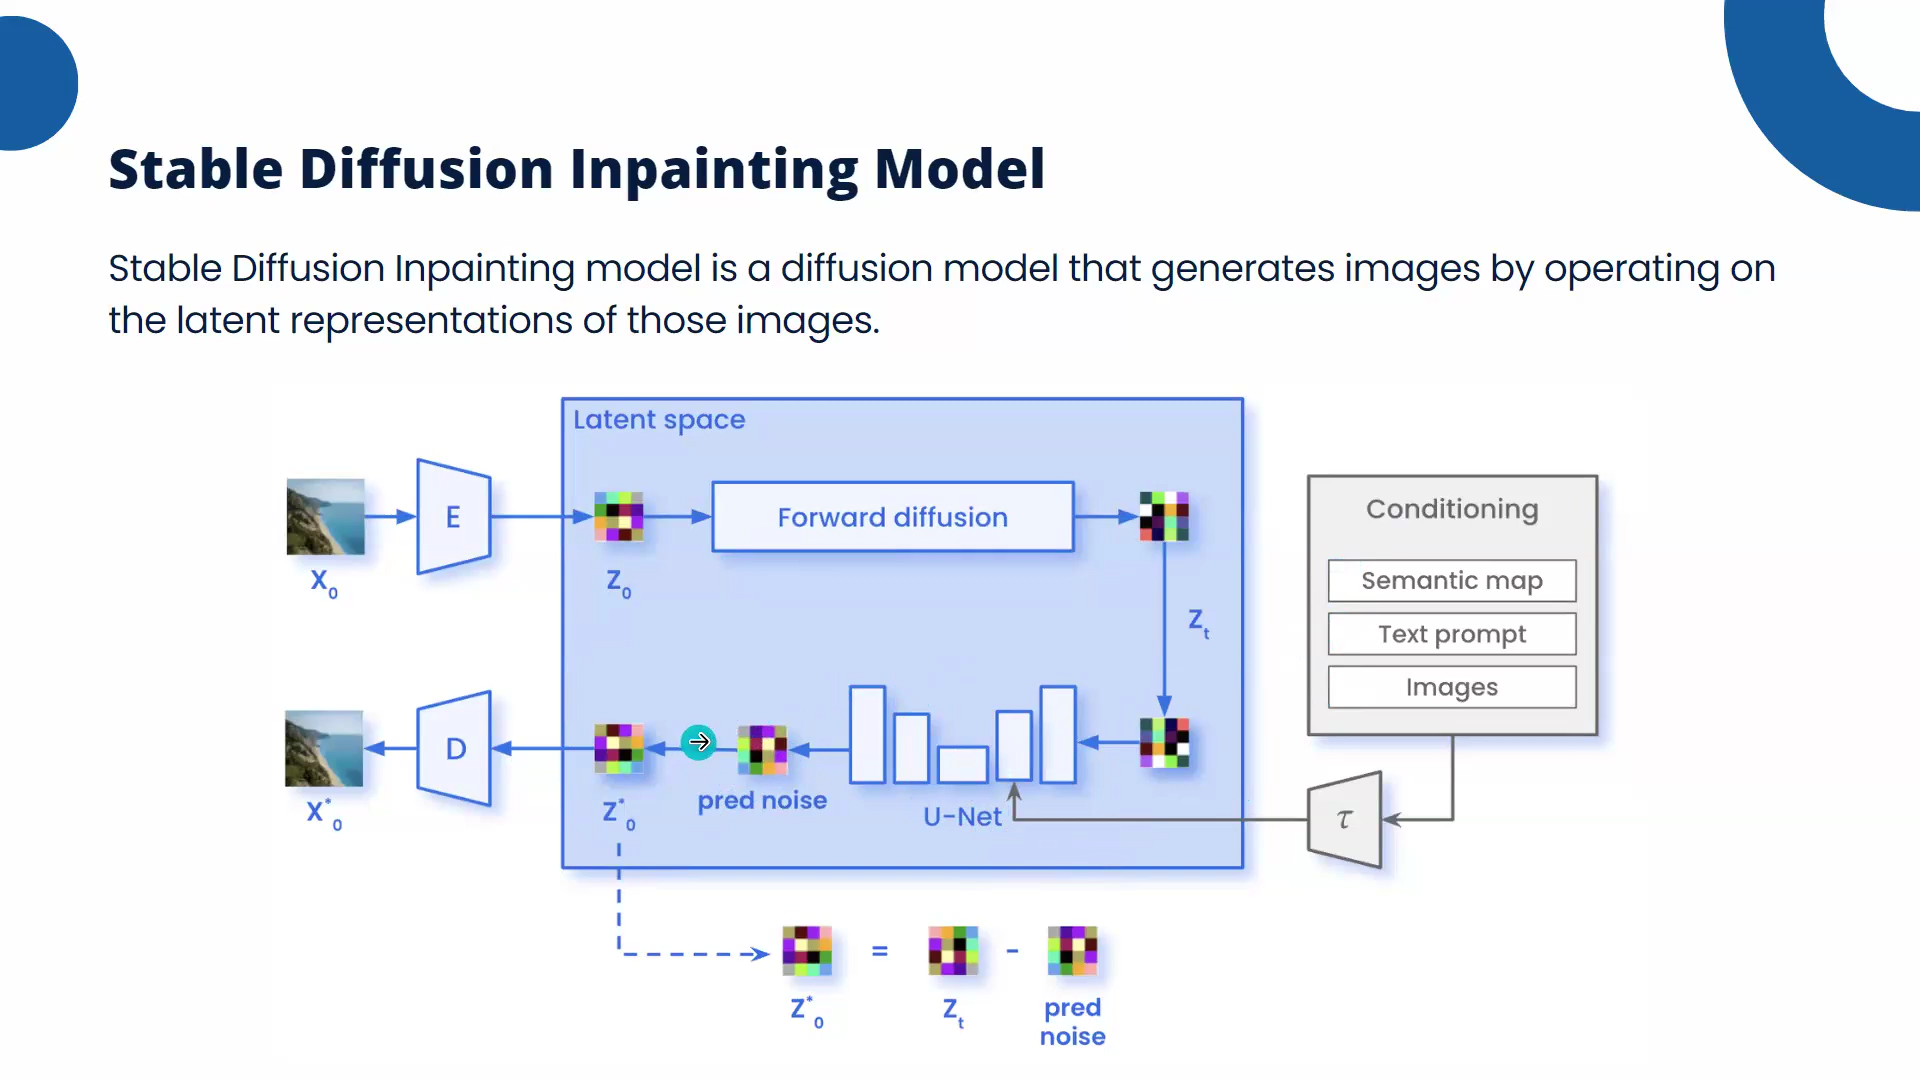 Stable Diffusion Inpainting Model
Stable Diffusion Inpainting model is a diffusion model that generates images by operating on
the latent representations of those images.
Latent space
E
Forward diffusion
X₀
Z₀
Zₜ
Conditioning
Semantic map
Text prompt
Images
D
X*₀
Z*₀
pred noise
U-Net
τ
= -
Z*₀
Zₜ
pred
noise